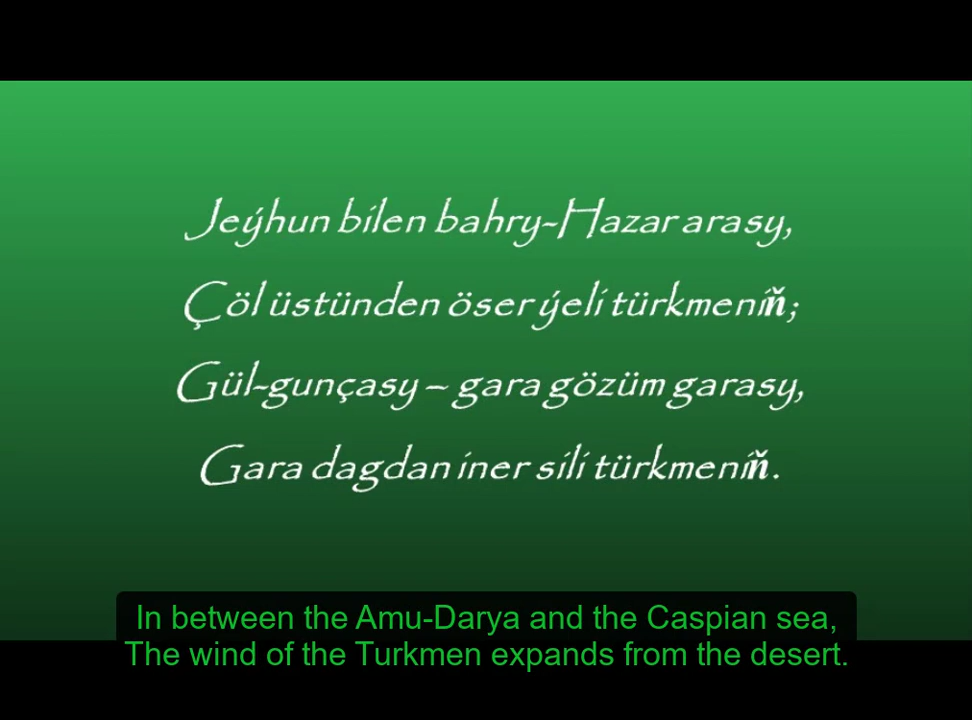 Jeýhun bilen bahry-Hazar arasy,
Çöl üstünden öser ýeli türkmeniň;
Gül-gunçasy – gara gözüm garasy,
Gara dagdan iner sili türkmeniň.
In between the Amu-Darya and the Caspian sea,
The wind of the Turkmen expands from the desert.